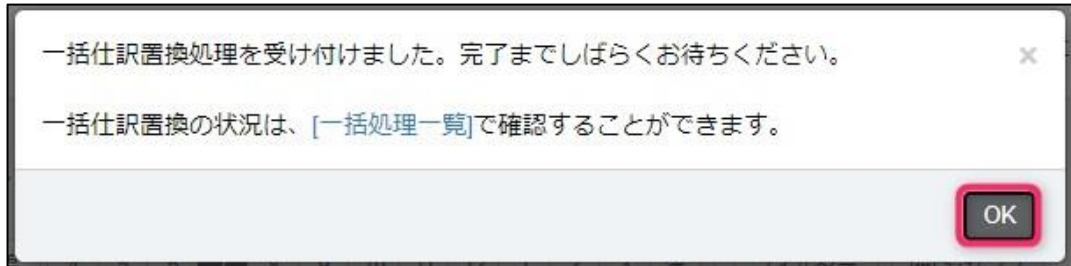 一括仕訳置換処理を受け付けました。完了までしばらくお待ちください。
×
一括仕訳置換の状況は、[一括処理一覧]で確認することができます。
OK